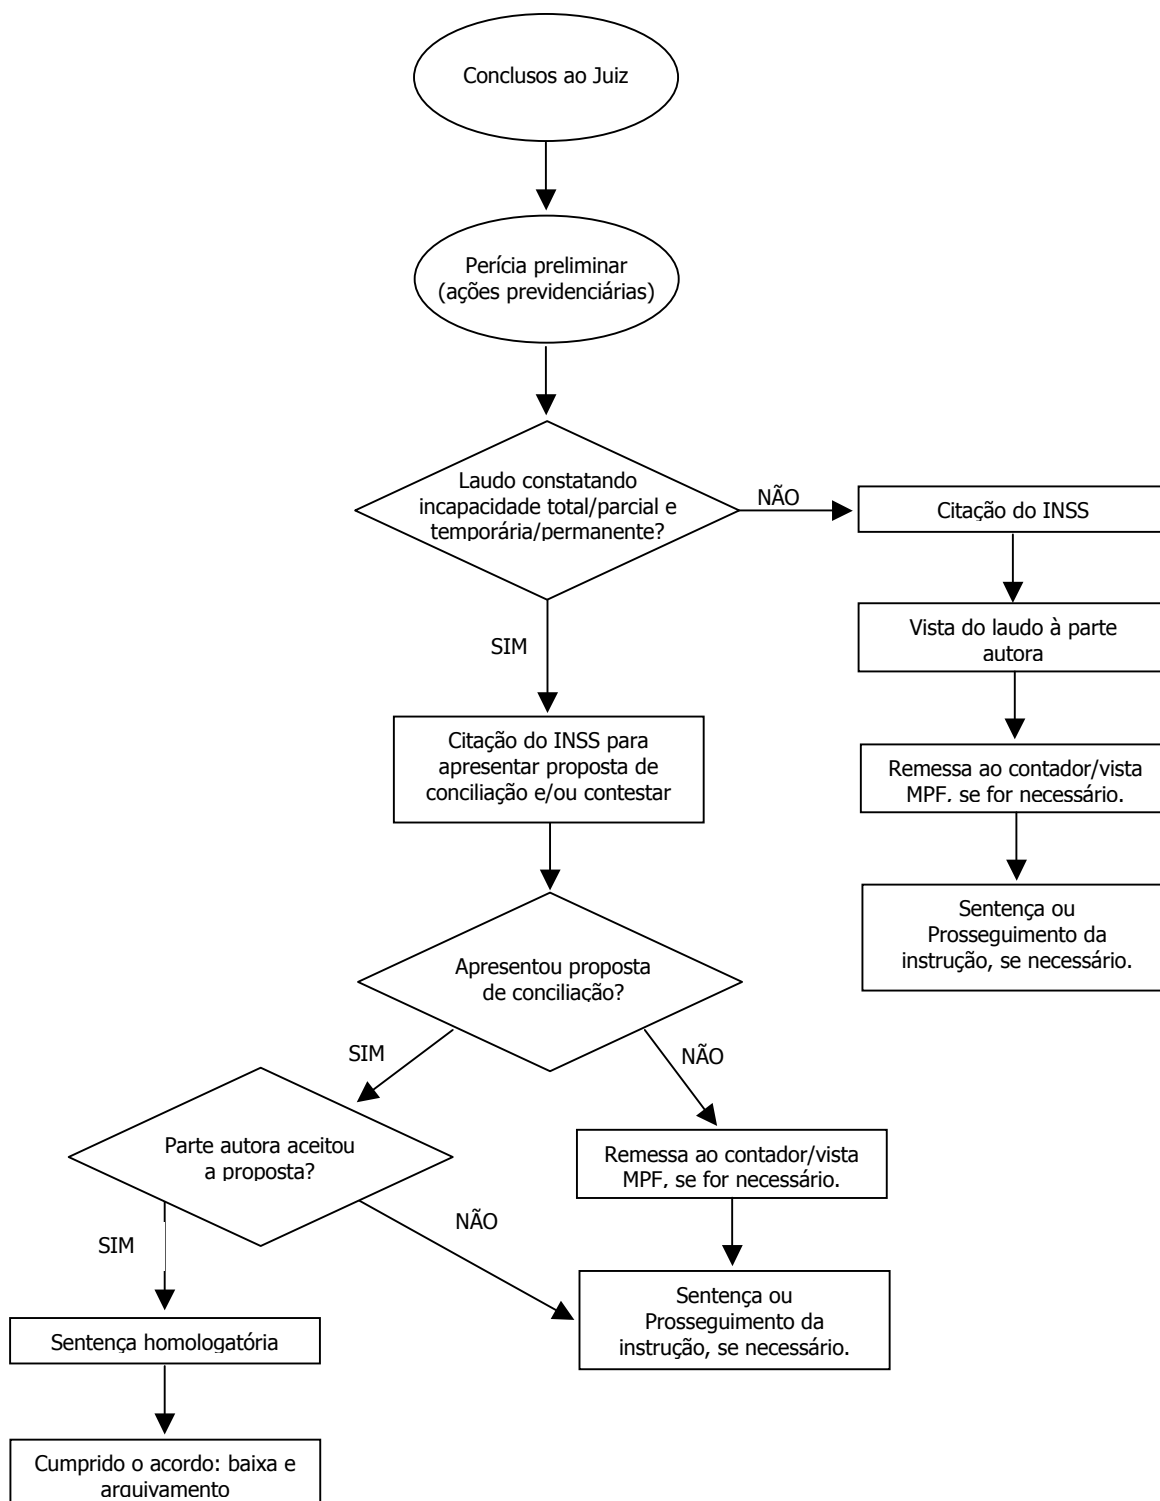 Conclusos ao Juiz
Perícia preliminar
(ações previdenciárias)
Laudo constatando
incapacidade total/parcial e
temporária/permanente?
NÃO
Citação do INSS
Vista do laudo à parte
autora
Remessa ao contador/vista
MPF, se for necessário.
Sentença ou
Prosseguimento da
instrução, se necessário.
SIM
Citação do INSS para
apresentar proposta de
conciliação e/ou contestar
Apresentou proposta
de conciliação?
SIM
NÃO
Parte autora aceitou
a proposta?
Remessa ao contador/vista
MPF, se for necessário.
SIM
NÃO
Sentença ou
Prosseguimento da
instrução, se necessário.
Sentença homologatória
Cumprido o acordo: baixa e
arquivamento